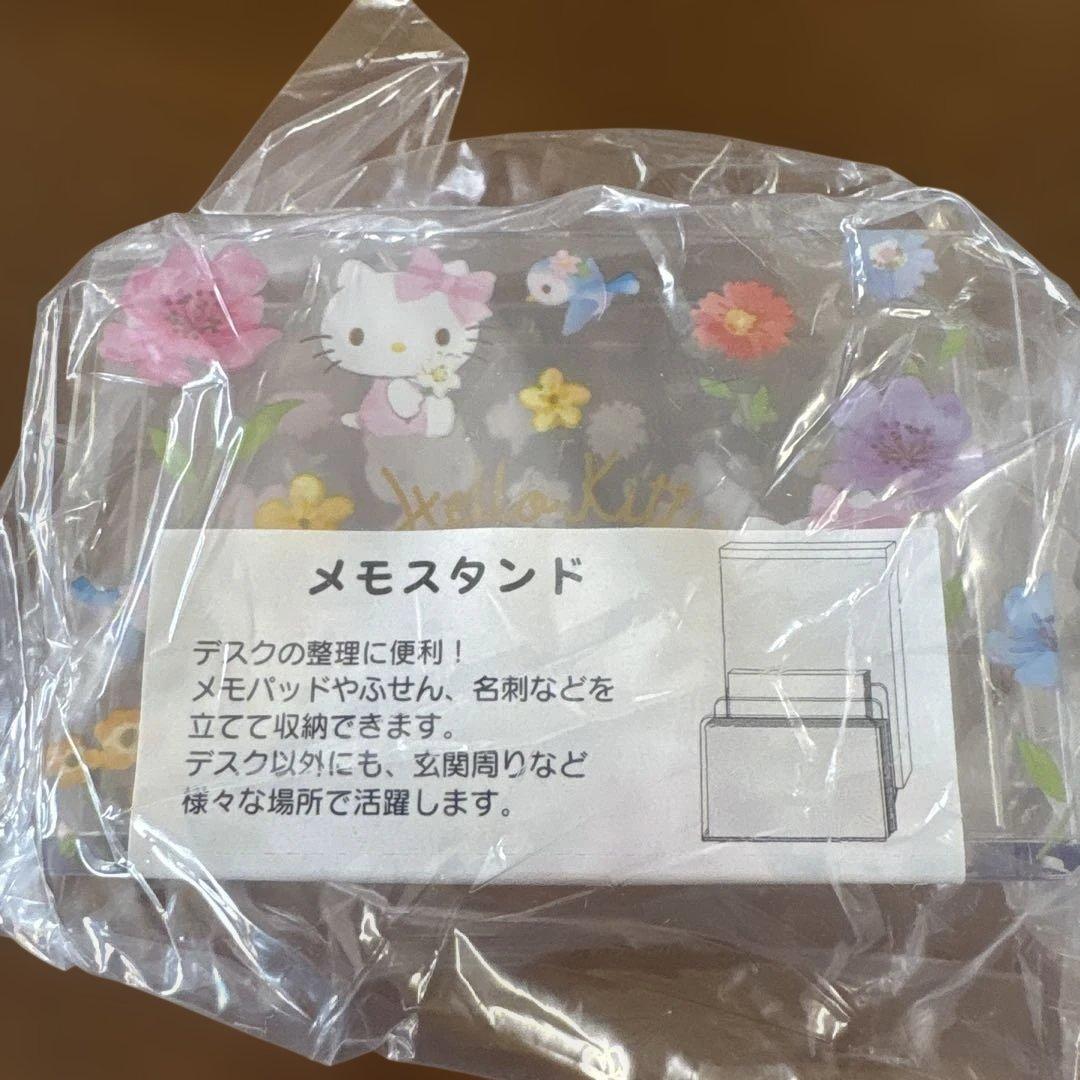 Hello Kitty
メモスタンド
デスクの整理に便利！
メモパッドやふせん、名刺などを
立てて収納できます。
デスク以外にも、玄関周りなど
様々な場所で活躍します。